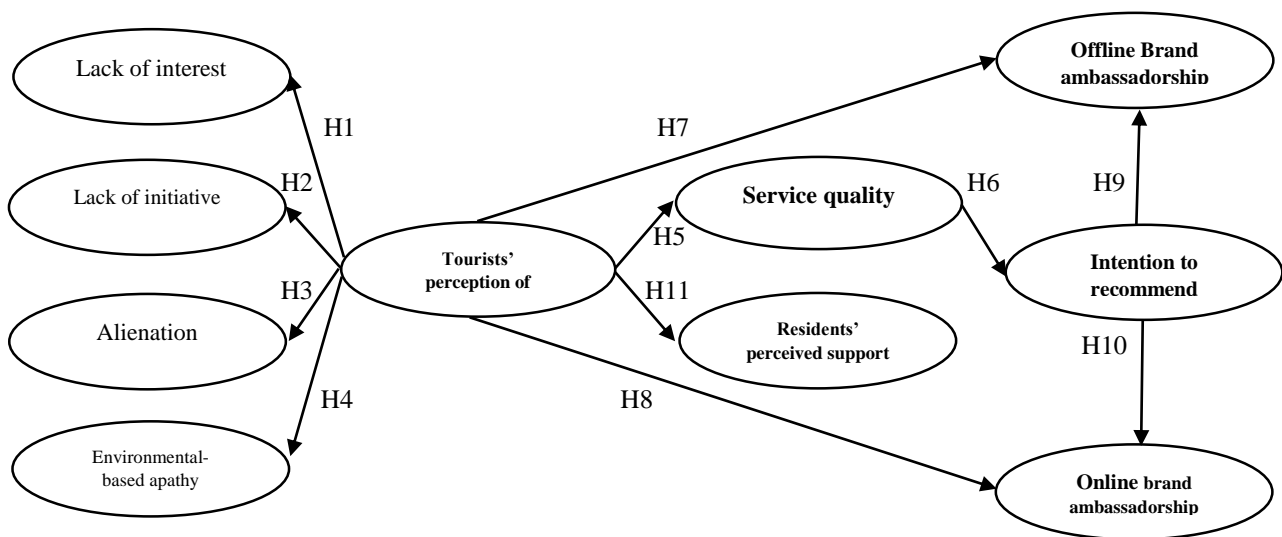 Lack of interest
Offline Brand
ambassadorship
H1
H7
Lack of initiative
H2
Service quality
H6
H9
H5
Tourists’
perception of
Intention to
recommend
H3
H11
Alienation
Residents’
perceived support
H10
H4
H8
Environmental-
based apathy
Online brand
ambassadorship